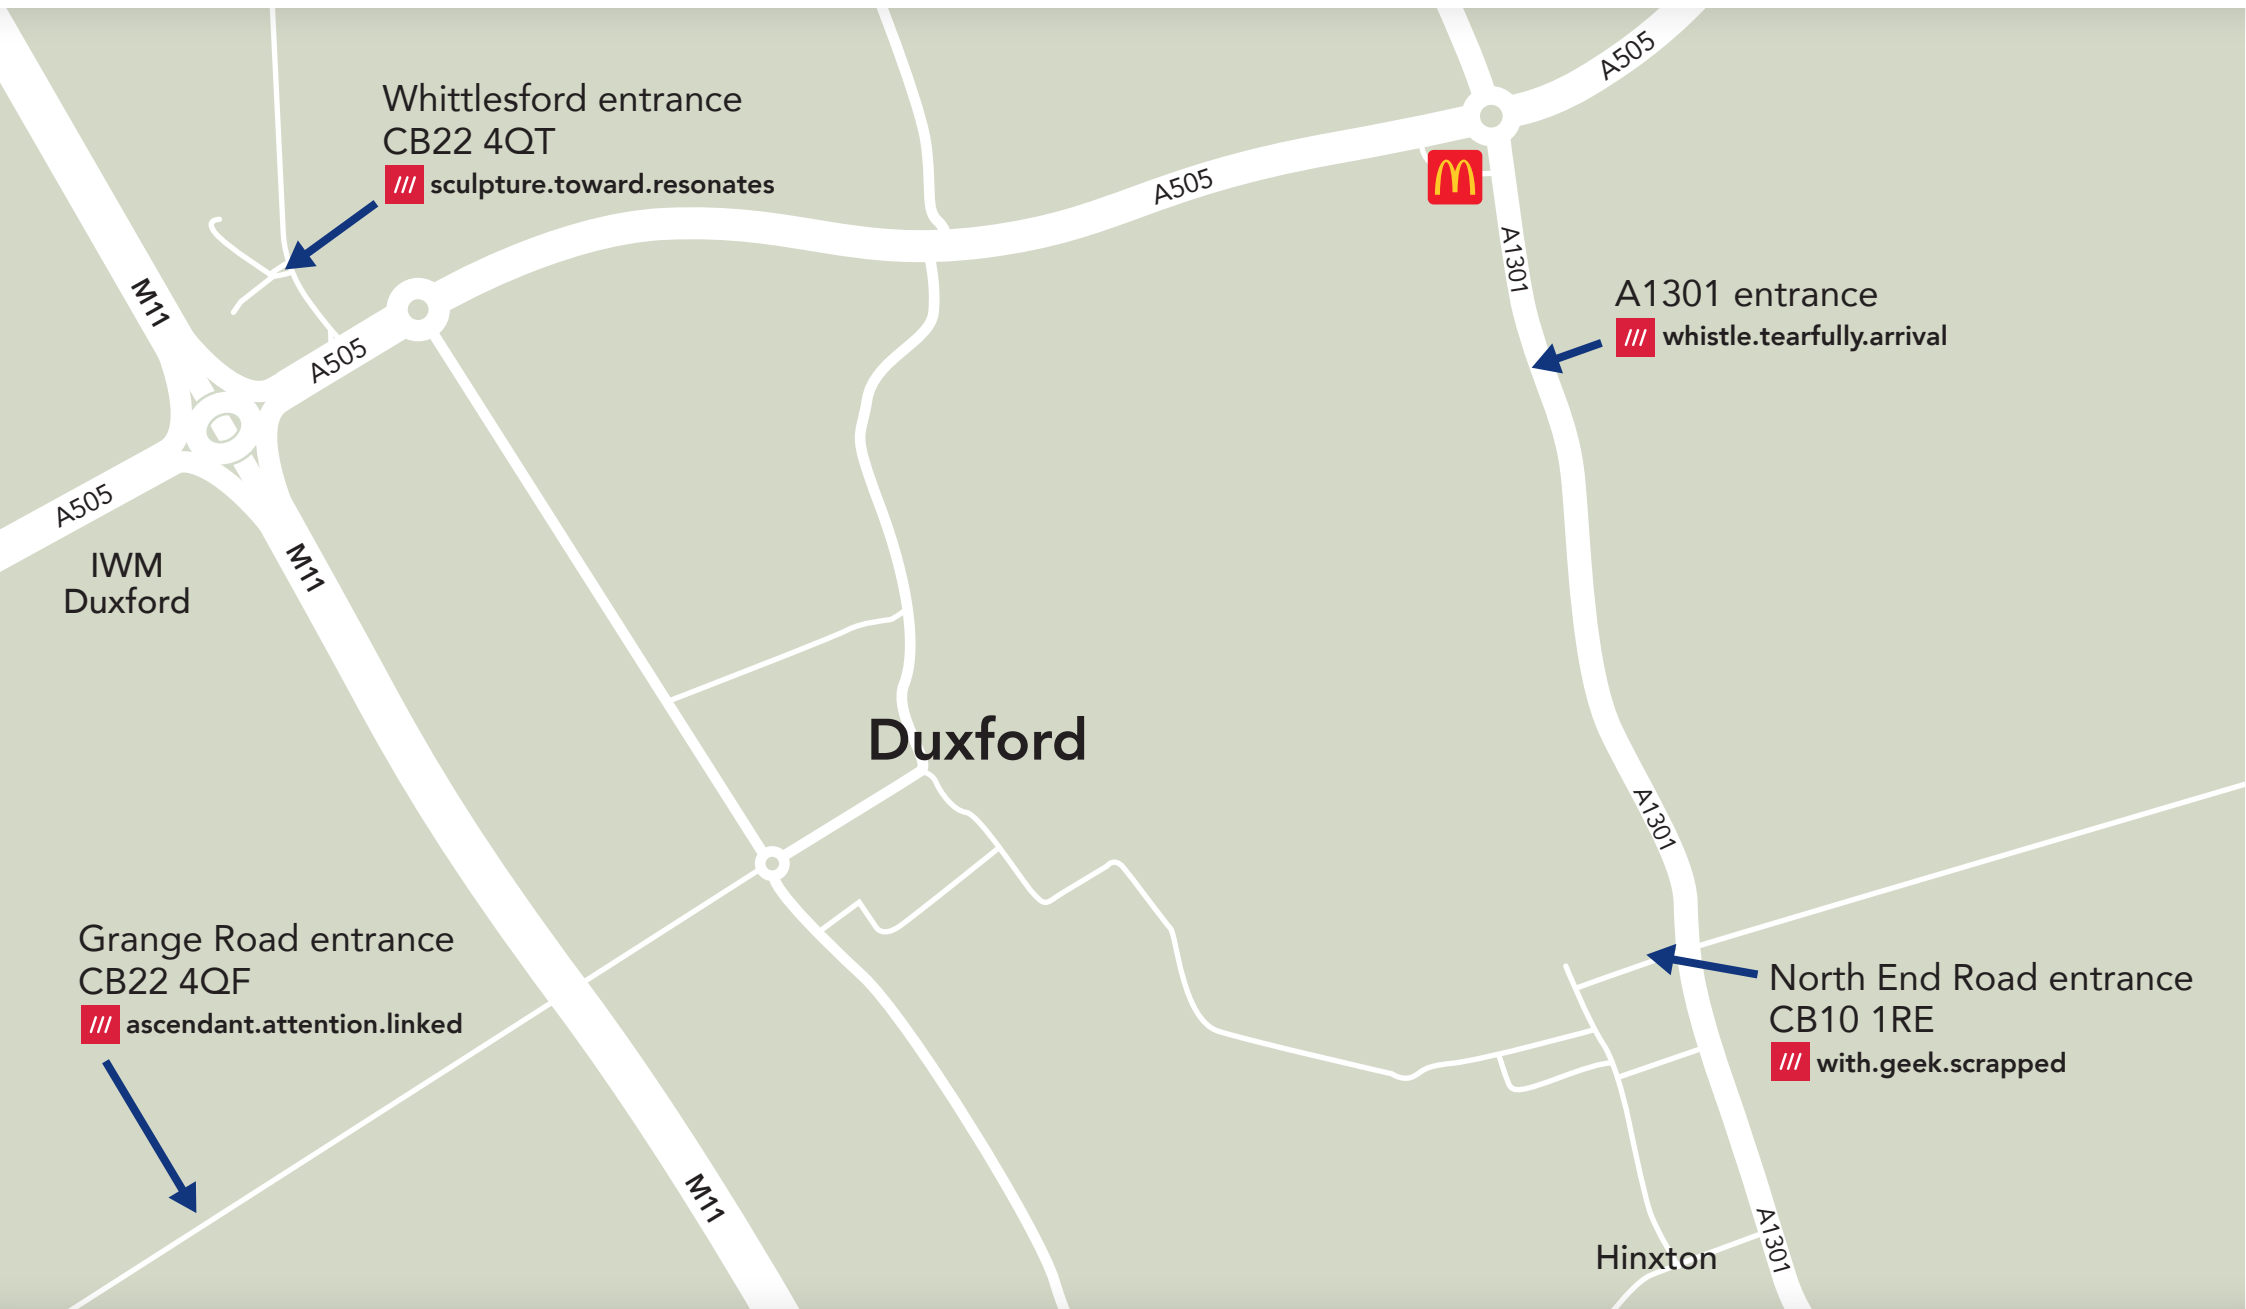 A505
Whittlesford entrance
CB22 4QT
sculpture.toward.resonates
A505
A1301
M11
A1301 entrance
whistle.tearfully.arrival
A505
A505
M11
IWM
Duxford
Duxford
A1301
Grange Road entrance
CB22 4QF
ascendant.attention.linked
North End Road entrance
CB10 1RE
with.geek.scrapped
M11
A1301
Hinxton